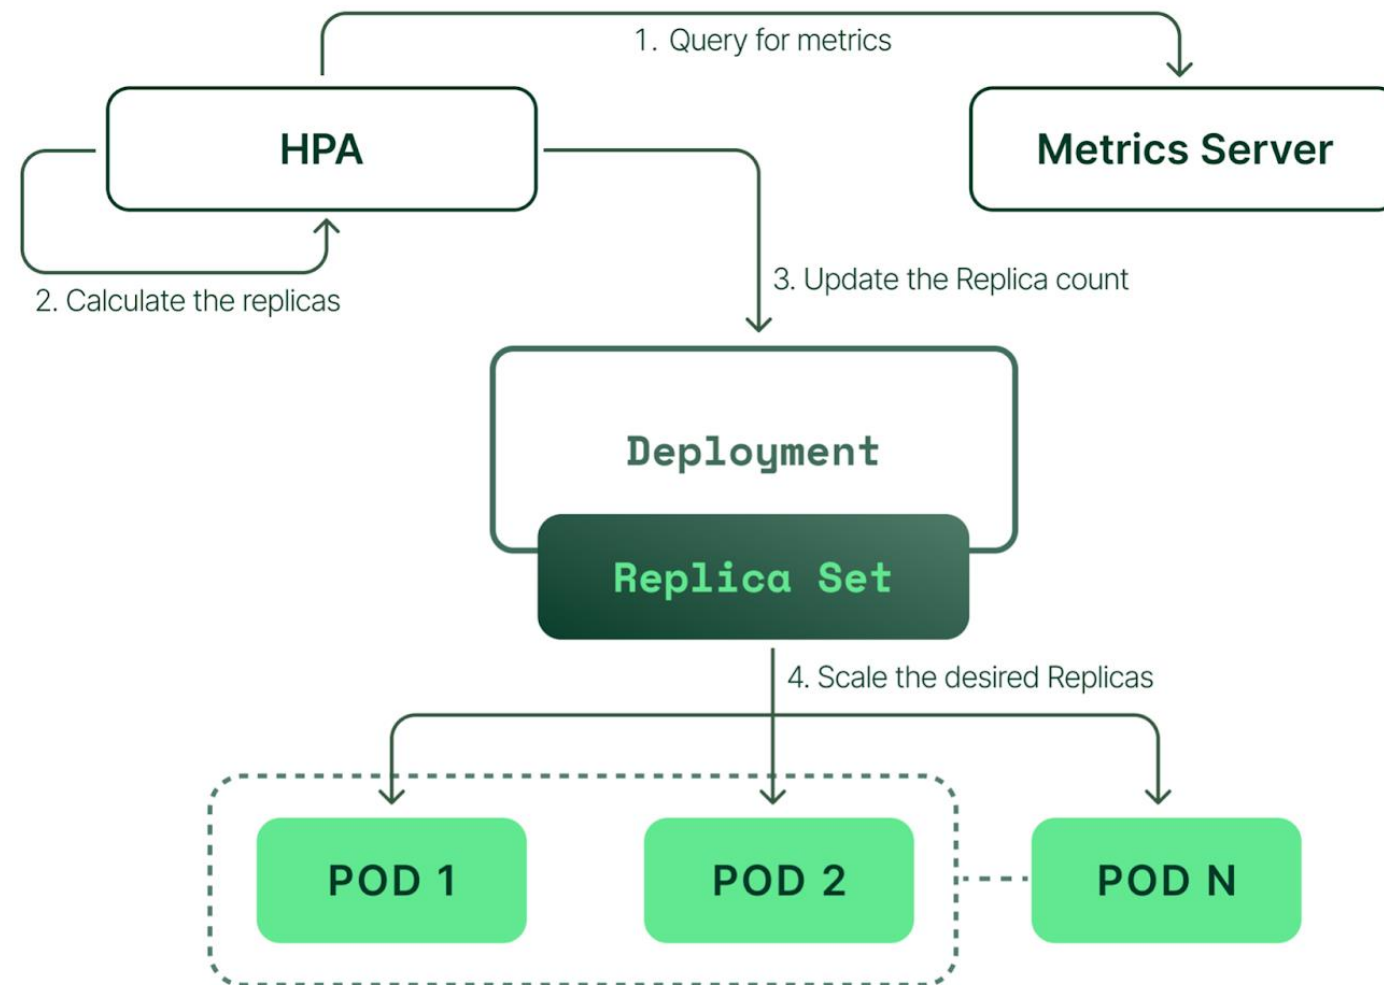 1. Query for metrics
HPA
Metrics Server
2. Calculate the replicas
3. Update the Replica count
Deployment
Replica Set
4. Scale the desired Replicas
POD 1
POD 2
POD N